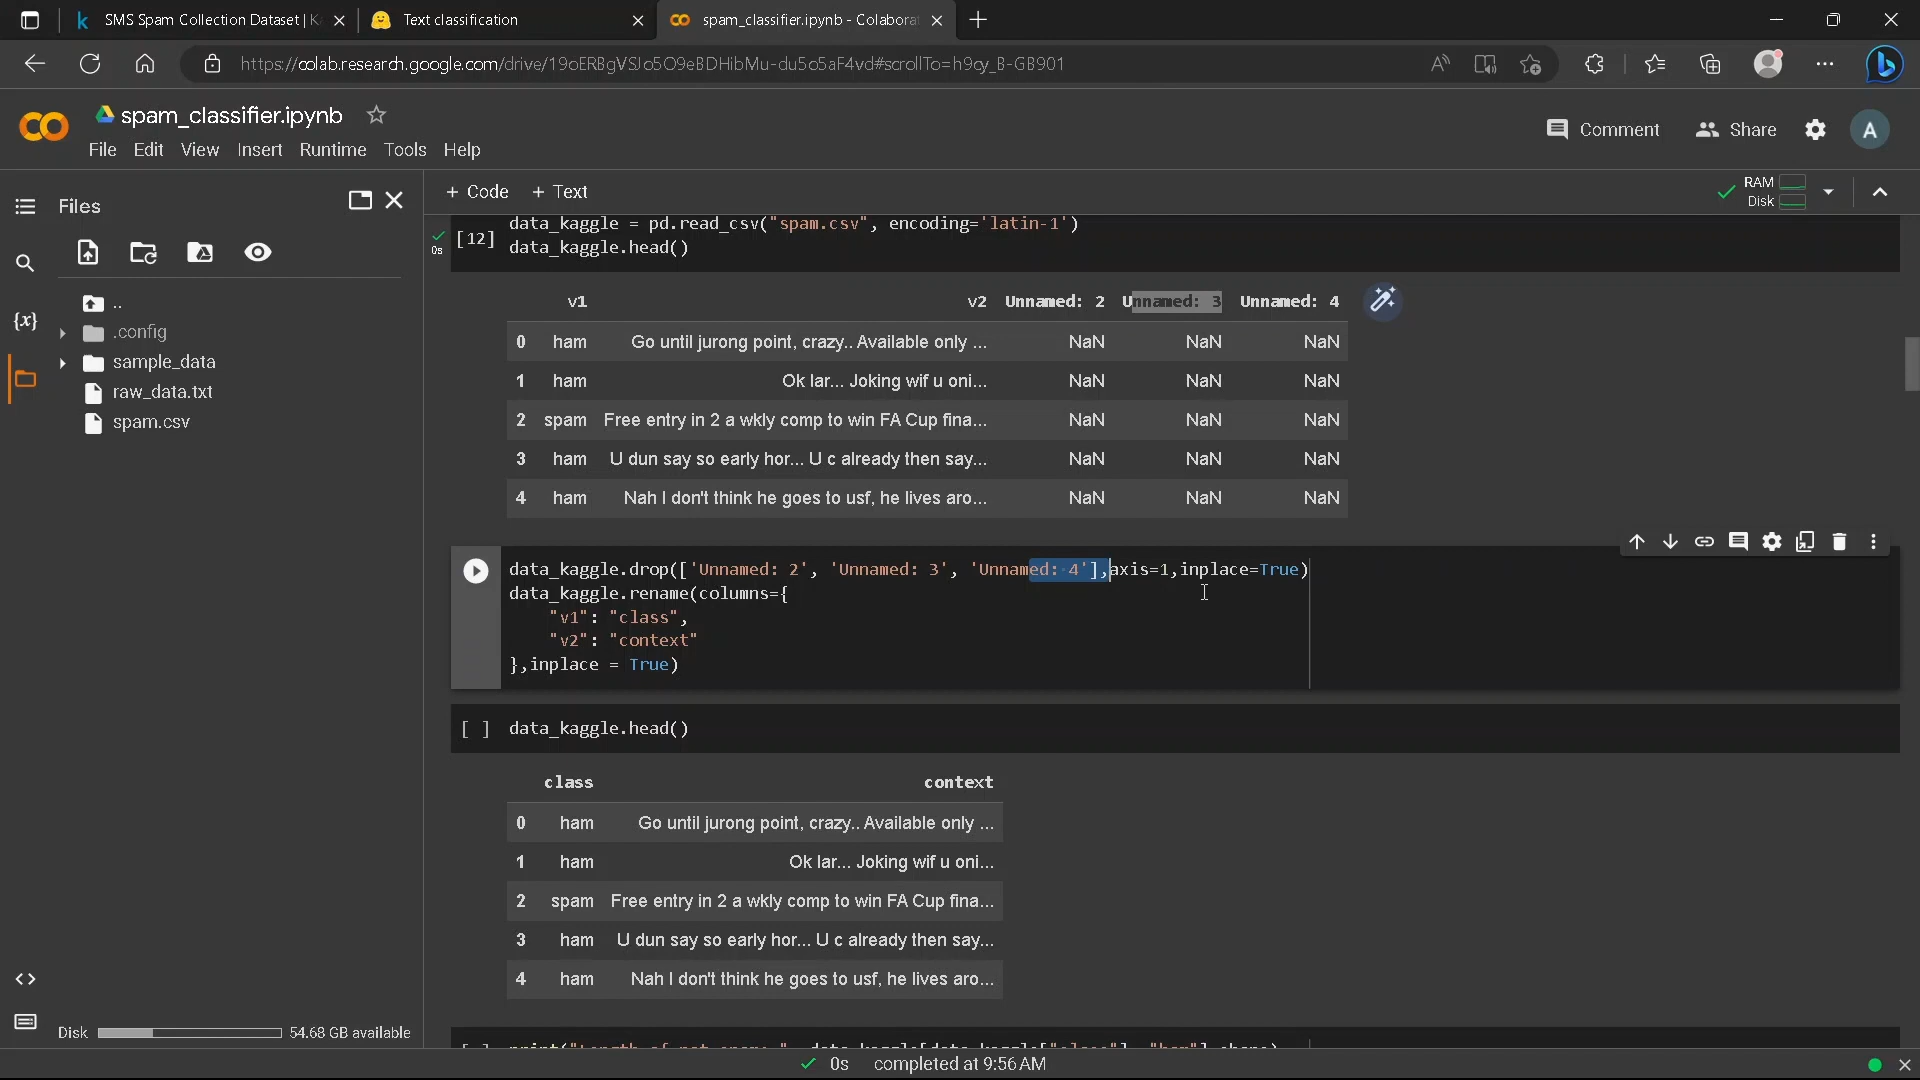 SMS Spam Collection Dataset | K
Text classification
spam_classifier.ipynb - Colabora
https://colab.research.google.com/drive/19oERBgVSJo5O9eBDHibMu-du5o5aF4vd#scrollTo=h9cy_B-GB901
spam_classifier.ipynb
Comment
Share
A
File Edit View Insert Runtime Tools Help
Files
+ Code + Text
RAM
Disk
..
.config
sample_data
raw_data.txt
spam.csv
Disk 54.68 GB available
data_kaggle = pd.read_csv("spam.csv", encoding='latin-1')
0s [12] data_kaggle.head()
v1 v2 Unnamed: 2 Unnamed: 3 Unnamed: 4
0 ham Go until jurong point, crazy.. Available only ... NaN NaN NaN
1 ham Ok lar... Joking wif u oni... NaN NaN NaN
2 spam Free entry in 2 a wkly comp to win FA Cup fina... NaN NaN NaN
3 ham U dun say so early hor... U c already then say... NaN NaN NaN
4 ham Nah I don't think he goes to usf, he lives aro... NaN NaN NaN
data_kaggle.drop(['Unnamed: 2', 'Unnamed: 3', 'Unnamed: 4'],axis=1,inplace=True)
data_kaggle.rename(columns={
"v1": "class",
"v2": "context"
},inplace = True)
[ ] data_kaggle.head()
class context
0 ham Go until jurong point, crazy.. Available only ...
1 ham Ok lar... Joking wif u oni...
2 spam Free entry in 2 a wkly comp to win FA Cup fina...
3 ham U dun say so early hor... U c already then say...
4 ham Nah I don't think he goes to usf, he lives aro...
0s completed at 9:56 AM